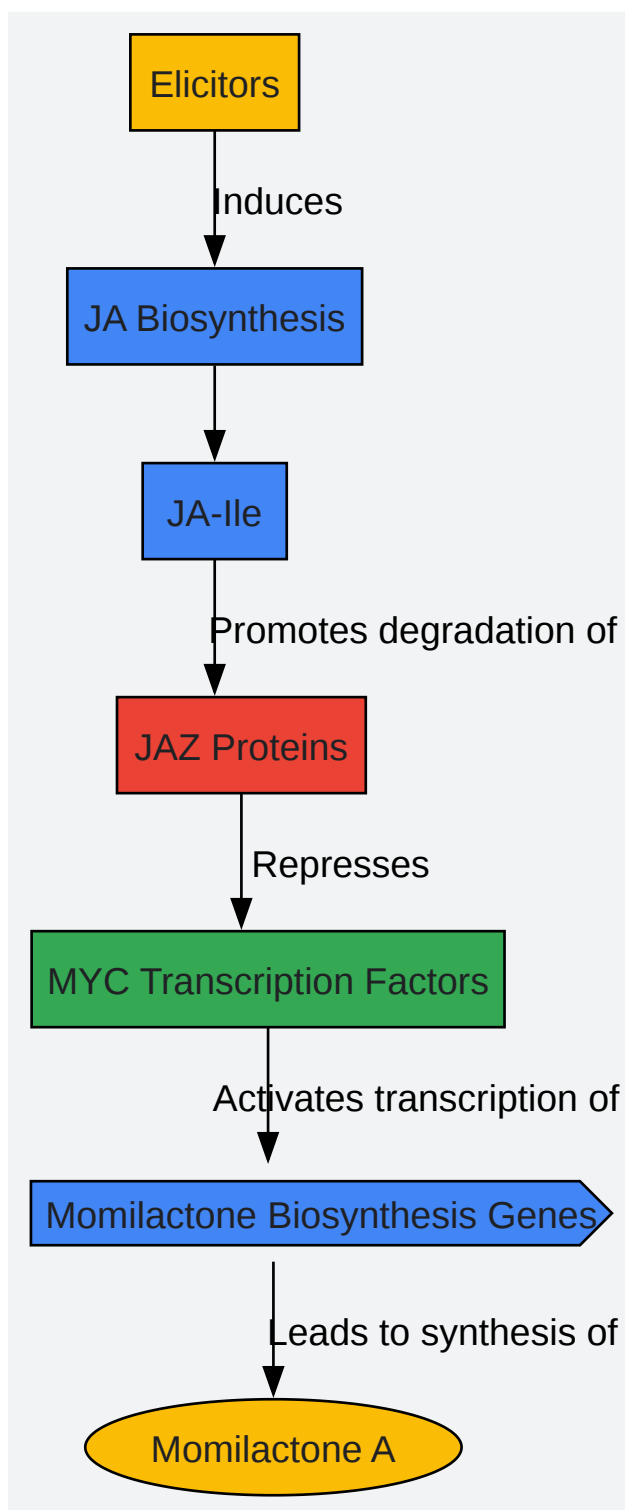 Elicitors
Induces
JA Biosynthesis
JA-Ile
Promotes degradation of
JAZ Proteins
Represses
MYC Transcription Factors
Activates transcription of
Momilactone Biosynthesis Genes
Leads to synthesis of
Momilactone A